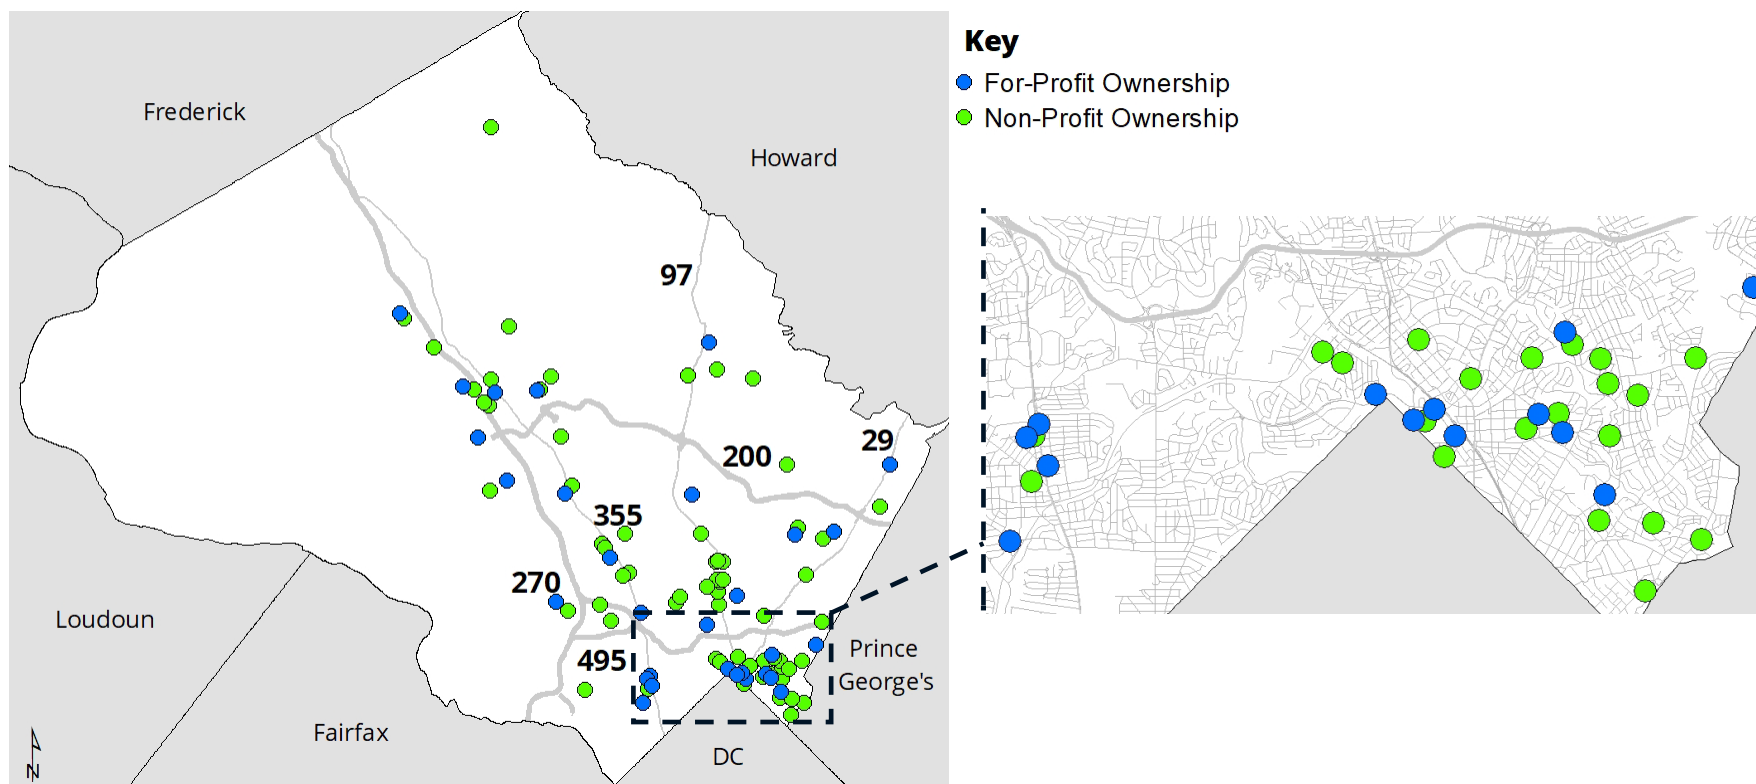 Key
For-Profit Ownership
Non-Profit Ownership
Frederick
Howard
97
29
200
355
270
Loudoun
495
Prince
George's
Fairfax
DC
N